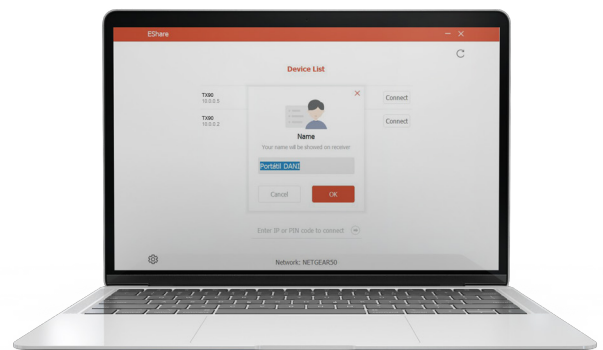 EShare
Device List
TX90
10.0.0.5
Connect
TX90
10.0.0.2
Connect
Name
Your name will be showed on receiver
Portátil DANI
Cancel
OK
Enter IP or PIN code to connect
Network: NETGEAR50